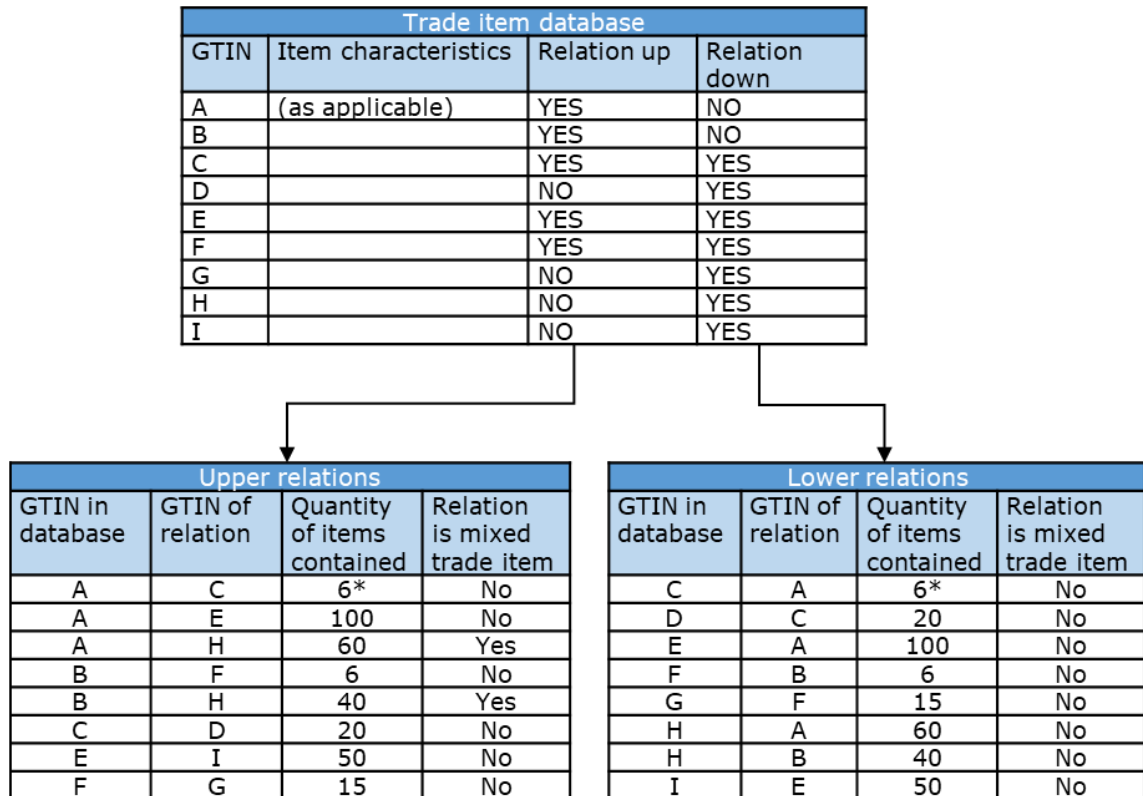 Trade item database
GTIN Item characteristics Relation up Relation down
A (as applicable) YES NO
B YES NO
C YES YES
D NO YES
E YES YES
F YES YES
G NO YES
H NO YES
I NO YES
Upper relations
GTIN in database GTIN of relation Quantity of items contained Relation is mixed trade item
A C 6* No
A E 100 No
A H 60 Yes
B F 6 No
B H 40 Yes
C D 20 No
E I 50 No
F G 15 No
Lower relations
GTIN in database GTIN of relation Quantity of items contained Relation is mixed trade item
C A 6* No
D C 20 No
E A 100 No
F B 6 No
G F 15 No
H A 60 No
H B 40 No
I E 50 No